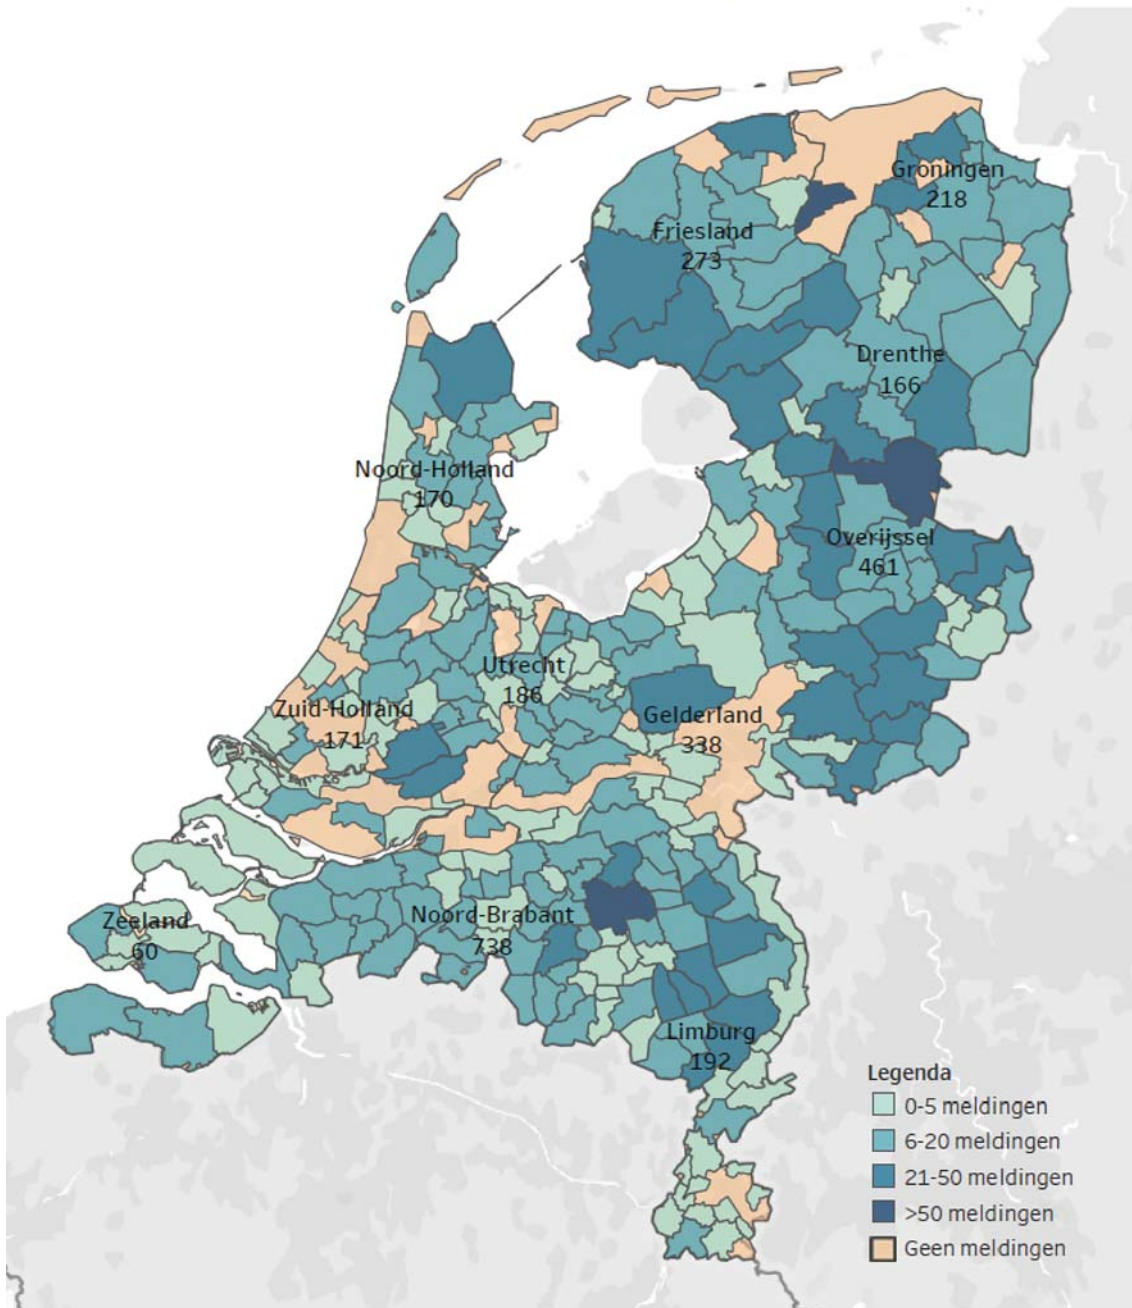 Groningen
218
Friesland
273
Drenthe
166
Noord-Holland
170
Overijssel
461
Utrecht
186
Zuid-Holland
171
Gelderland
338
Zeeland
60
Noord-Brabant
738
Limburg
192
Legenda
0-5 meldingen
6-20 meldingen
21-50 meldingen
>50 meldingen
Geen meldingen